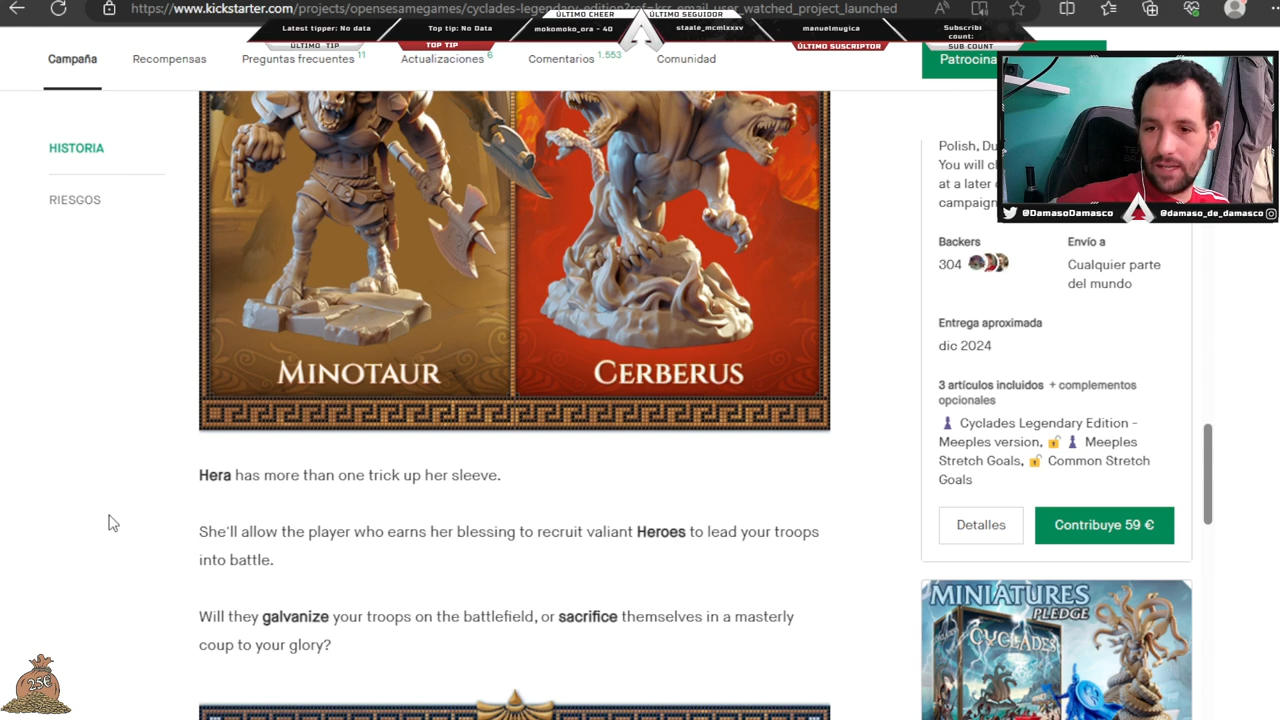 https://www.kickstarter.com/projects/opensesamegames/cyclades-legendary-edition?ref=ksr_email_user_watched_project_launched
Latest tipper: No data
ÚLTIMO TIP
Top tip: No Data
TOP TIP
ÚLTIMO CHEER
mokomoko_ora - 40
ÚLTIMO SEGUIDOR
staale_mcmlxxxv
manuelmugica
ÚLTIMO SUSCRIPTOR
Subscribi
count:
SUB COUNT
Campaña
Recompensas
Preguntas frecuentes 11
Actualizaciones 6
Comentarios 1.553
Comunidad
Patrocina
HISTORIA
RIESGOS
MINOTAUR
CERBERUS
Hera has more than one trick up her sleeve.
She'll allow the player who earns her blessing to recruit valiant Heroes to lead your troops
into battle.
Will they galvanize your troops on the battlefield, or sacrifice themselves in a masterly
coup to your glory?
Polish, Du
You will c
at a later
campaign
@DamasoDamasco
@damaso_de_damasco
Backers
304
Envío a
Cualquier parte
del mundo
Entrega aproximada
dic 2024
3 artículos incluidos + complementos
opcionales
Cyclades Legendary Edition -
Meeples version, Meeples
Stretch Goals, Common Stretch
Goals
Detalles
Contribuye 59 €
MINIATURES
PLEDGE
CYCLADES
25€